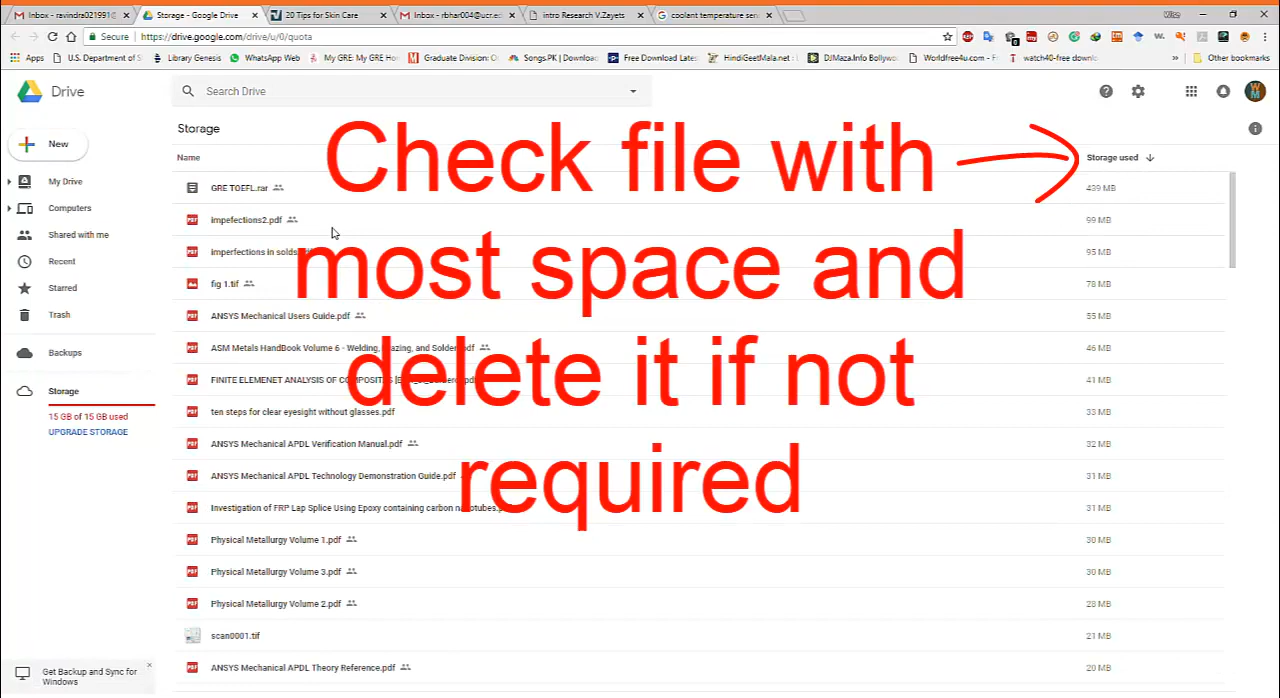 Inbox - ravindra021991@
Storage - Google Drive
20 Tips for Skin Care
Inbox - rbhar004@ucr.ed
intro Research V.Zayets
coolant temperature sen
Secure
https://drive.google.com/drive/u/0/quota
Apps
U.S. Department of S
Library Genesis
WhatsApp Web
My GRE: My GRE Ho
Graduate Division: O
Songs.PK | Download
Free Download Lates
HindiGeetMala.net :
DJMaza.Info Bollywo
Worldfree4u.com - F
watch40-free downlo
»
Other bookmarks
Drive
Search Drive
New
My Drive
Computers
Shared with me
Recent
Starred
Trash
Backups
Storage
15 GB of 15 GB used
UPGRADE STORAGE
Get Backup and Sync for
Windows
Storage
Name
Storage used
GRE TOEFL.rar
439 MB
impefections2.pdf
99 MB
imperfections in solds
95 MB
fig 1.tif
78 MB
ANSYS Mechanical Users Guide.pdf
55 MB
ASM Metals HandBook Volume 6 - Welding, and Solder
46 MB
FINITE ELEMENET ANALYSIS OF COMPOSITES
41 MB
ten steps for clear eyesight without glasses.pdf
33 MB
ANSYS Mechanical APDL Verification Manual.pdf
32 MB
ANSYS Mechanical APDL Technology Demonstration Guide.pdf
31 MB
Investigation of FRP Lap Splice Using Epoxy containing carbon nanotubes.
31 MB
Physical Metallurgy Volume 1.pdf
30 MB
Physical Metallurgy Volume 3.pdf
30 MB
Physical Metallurgy Volume 2.pdf
28 MB
scan0001.tif
21 MB
ANSYS Mechanical APDL Theory Reference.pdf
20 MB
Check file with
most space and
delete it if not
required